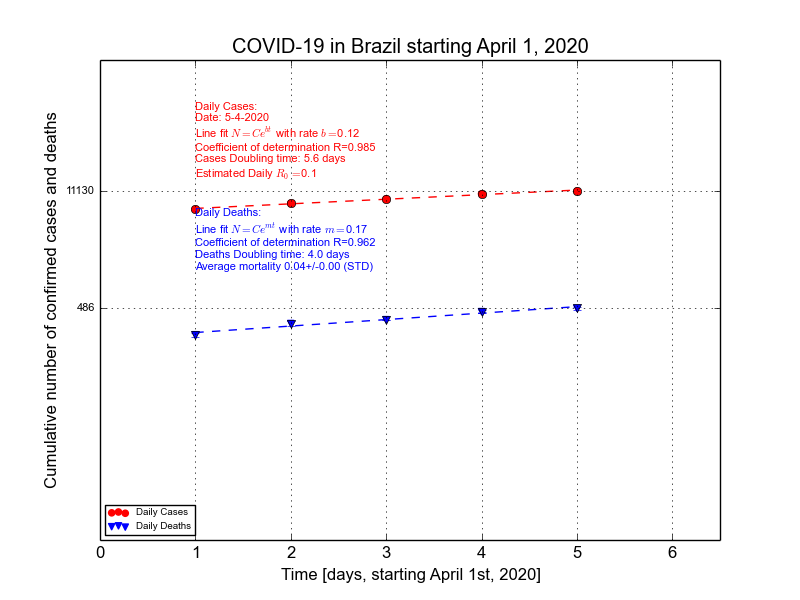 COVID-19 in Brazil starting April 1, 2020
Cumulative number of confirmed cases and deaths
11130
486
Daily Cases:
Date: 5-4-2020
Line fit N=Ce^{bt} with rate b=0.12
Coefficient of determination R=0.985
Cases Doubling time: 5.6 days
Estimated Daily R_0=0.1
Daily Deaths:
Line fit N=Ce^{mt} with rate m=0.17
Coefficient of determination R=0.962
Deaths Doubling time: 4.0 days
Average mortality 0.04+/-0.00 (STD)
Daily Cases
Daily Deaths
0 1 2 3 4 5 6
Time [days, starting April 1st, 2020]